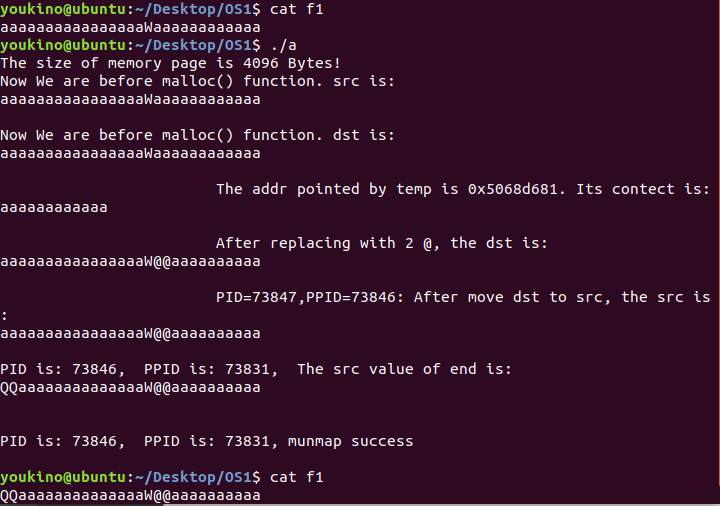 youkino@ubuntu:~/Desktop/OS1$ cat f1
aaaaaaaaaaaaaaaaWaaaaaaaaaaaa
youkino@ubuntu:~/Desktop/OS1$ ./a
The size of memory page is 4096 Bytes!
Now We are before malloc() function. src is:
aaaaaaaaaaaaaaaaWaaaaaaaaaaaa
Now We are before malloc() function. dst is:
aaaaaaaaaaaaaaaaWaaaaaaaaaaaa
The addr pointed by temp is 0x5068d681. Its contect is:
aaaaaaaaaaaa
After replacing with 2 @, the dst is:
aaaaaaaaaaaaaaaaW@@aaaaaaaaaa
PID=73847,PPID=73846: After move dst to src, the src is
:
aaaaaaaaaaaaaaaaW@@aaaaaaaaaa
PID is: 73846,  PPID is: 73831,  The src value of end is:
QQaaaaaaaaaaaaaaW@@aaaaaaaaaa
PID is: 73846,  PPID is: 73831, munmap success
youkino@ubuntu:~/Desktop/OS1$ cat f1
QQaaaaaaaaaaaaaaW@@aaaaaaaaaa